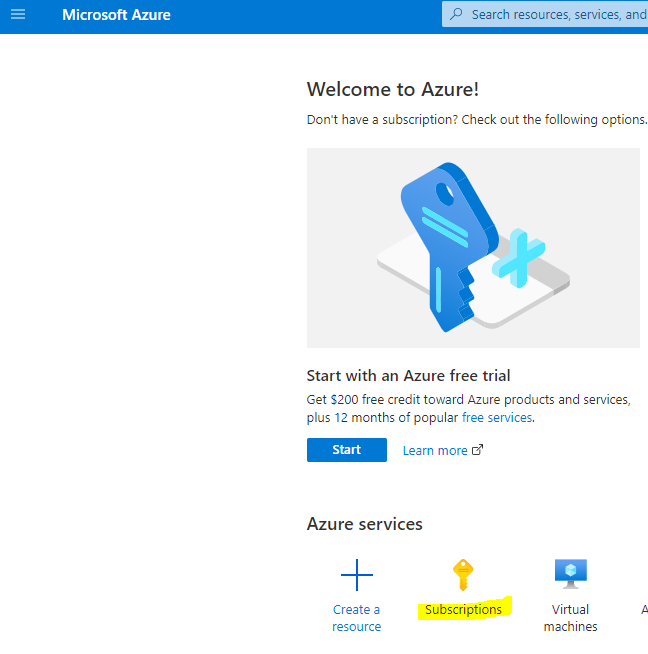 Microsoft Azure
Search resources, services, and
Welcome to Azure!
Don't have a subscription? Check out the following options.
Start with an Azure free trial
Get $200 free credit toward Azure products and services,
plus 12 months of popular free services.
Start
Learn more
Azure services
Create a
resource
Subscriptions
Virtual
machines
A